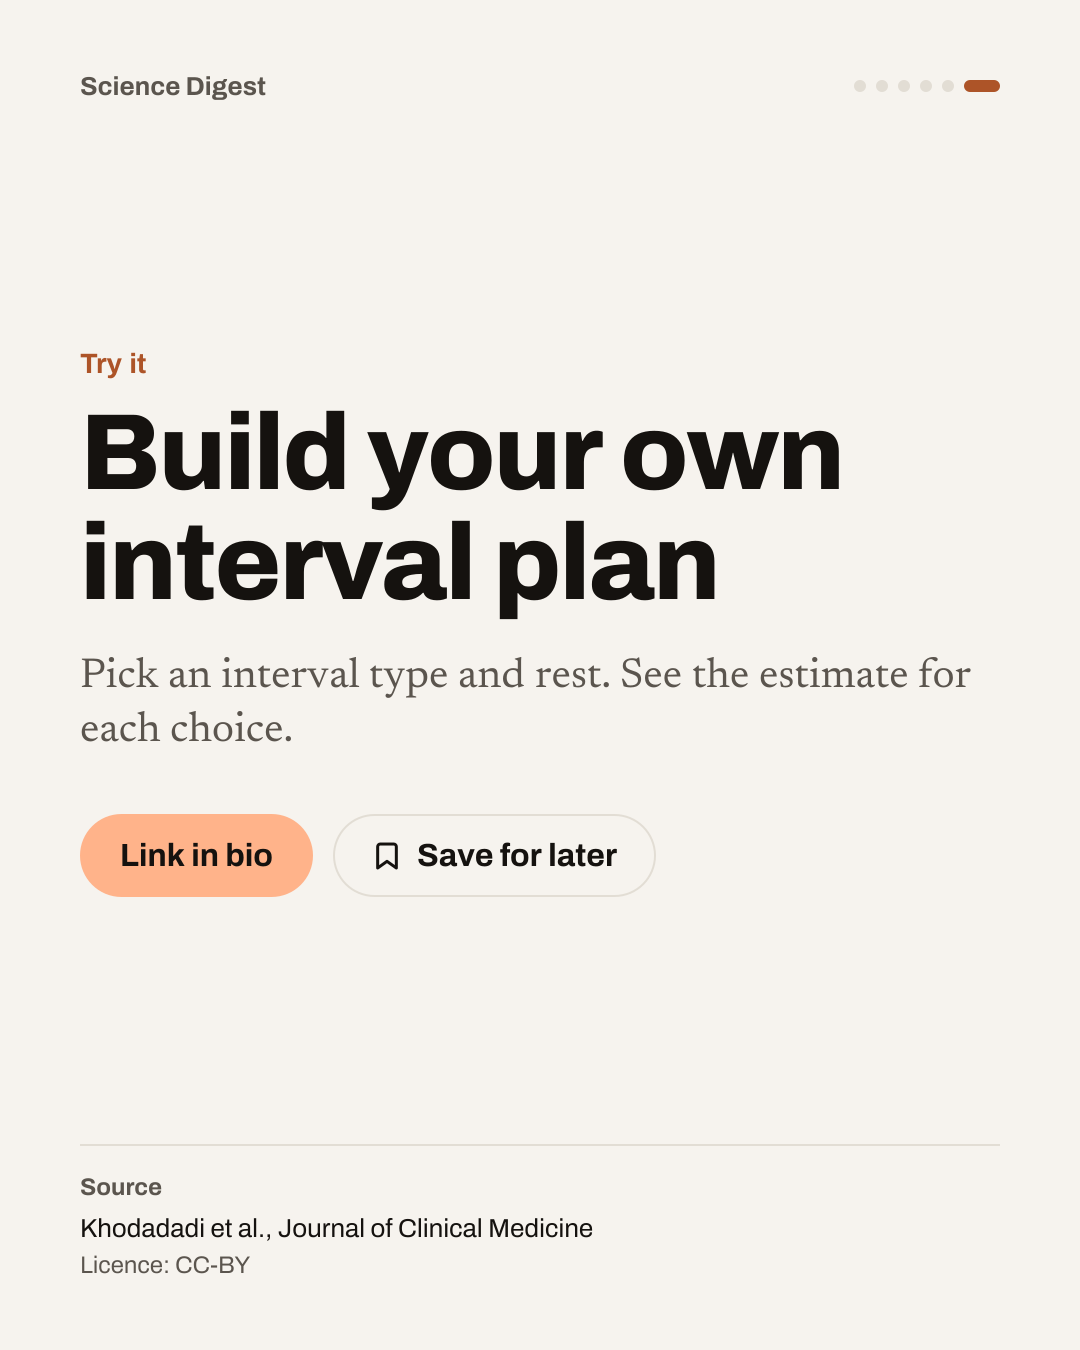 Science Digest
Try it
Build your own
interval plan
Pick an interval type and rest. See the estimate for
each choice.
Link in bio
Save for later
Source
Khodadadi et al., Journal of Clinical Medicine
Licence: CC-BY